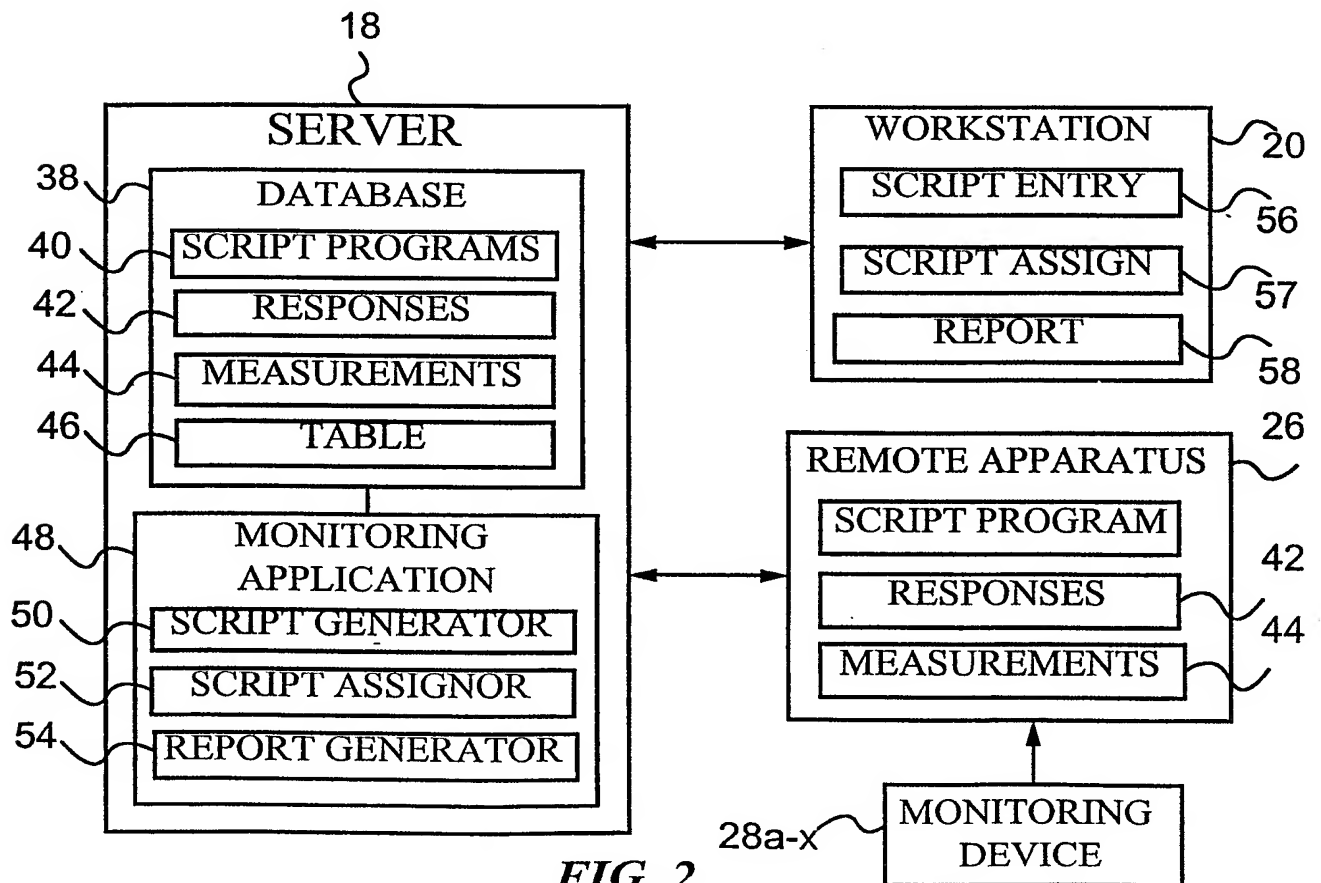 18
SERVER
38
DATABASE
40
SCRIPT PROGRAMS
42
RESPONSES
44
MEASUREMENTS
46
TABLE
48
MONITORING
APPLICATION
50
SCRIPT GENERATOR
52
SCRIPT ASSIGNOR
54
REPORT GENERATOR
WORKSTATION
20
SCRIPT ENTRY
56
SCRIPT ASSIGN
57
REPORT
58
26
REMOTE APPARATUS
SCRIPT PROGRAM
42
RESPONSES
44
MEASUREMENTS
28a-x
MONITORING
DEVICE
FIG. 2